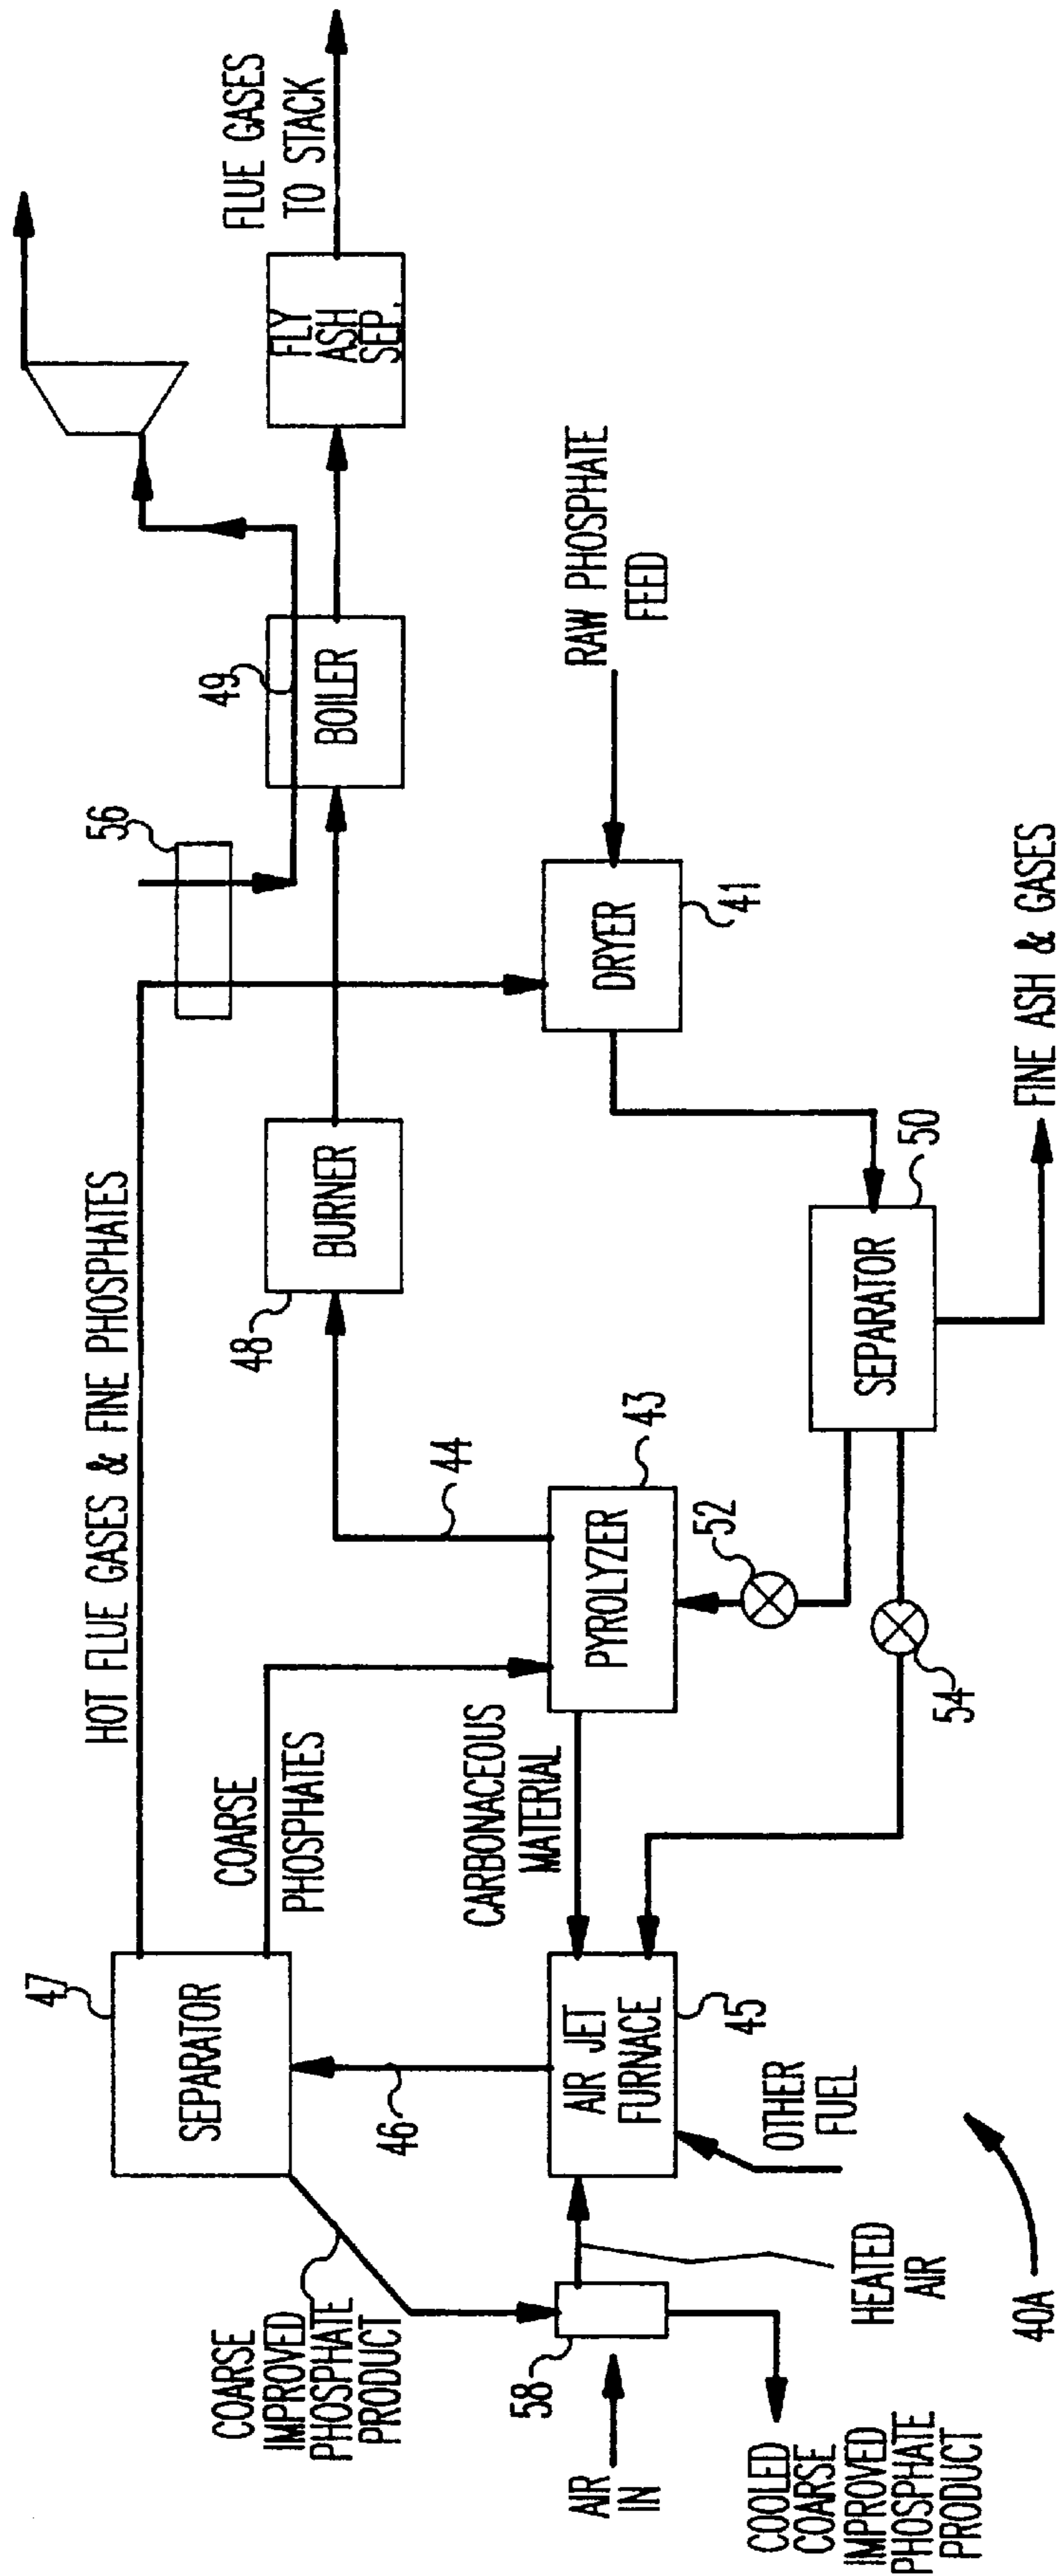 HOT FLUE GASES & FINE PHOSPHATES
56
47
SEPARATOR
COARSE
PHOSPHATES
COARSE
IMPROVED
PHOSPHATE
PRODUCT
48
BURNER
49
BOILER
FLY
ASH
SEP.
FLUE GASES
TO STACK
46
44
CARBONACEOUS
MATERIAL
58
AIR
IN
AIR JET
FURNACE
45
PYROLYZER
43
DRYER
41
RAW PHOSPHATE
FEED
OTHER
FUEL
HEATED
AIR
COOLED
COARSE
IMPROVED
PHOSPHATE
PRODUCT
52
54
SEPARATOR
50
FINE ASH & GASES
40A